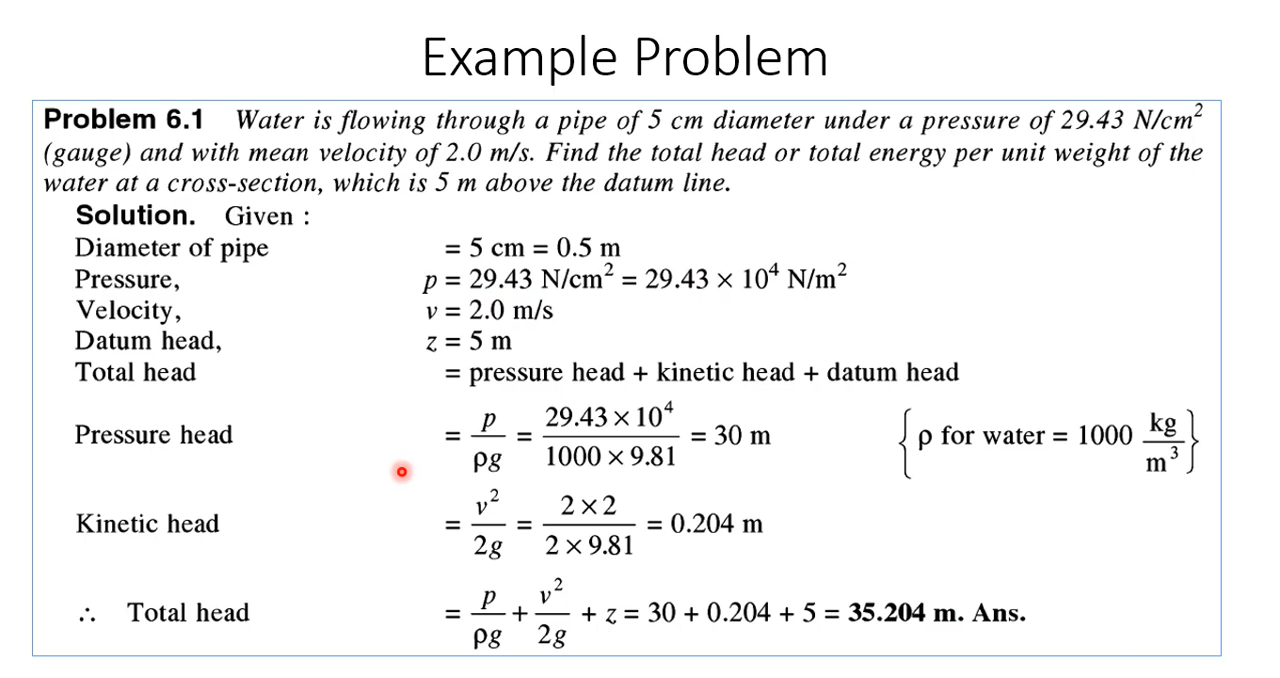 Example Problem
Problem 6.1 Water is flowing through a pipe of 5 cm diameter under a pressure of 29.43 N/cm²
(gauge) and with mean velocity of 2.0 m/s. Find the total head or total energy per unit weight of the
water at a cross-section, which is 5 m above the datum line.
Solution. Given :
Diameter of pipe = 5 cm = 0.5 m
Pressure, p = 29.43 N/cm² = 29.43 × 10⁴ N/m²
Velocity, v = 2.0 m/s
Datum head, z = 5 m
Total head = pressure head + kinetic head + datum head
Pressure head = p/ρg = 29.43 × 10⁴/1000 × 9.81 = 30 m {ρ for water = 1000 kg/m³}
Kinetic head = v²/2g = 2 × 2/2 × 9.81 = 0.204 m
∴ Total head = p/ρg + v²/2g + z = 30 + 0.204 + 5 = 35.204 m. Ans.